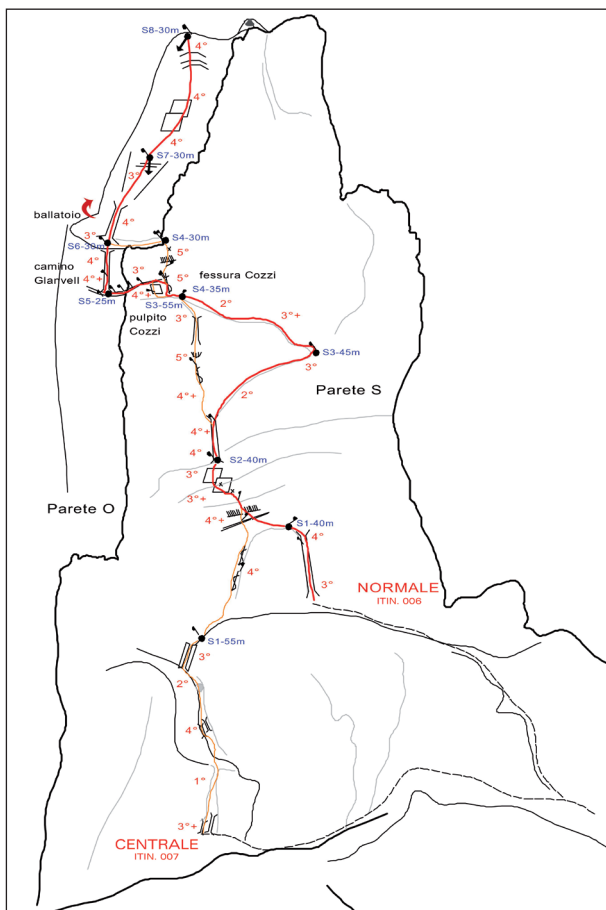 S8-30m
4°
4°
4°
S7-30m
3°
ballatoio
4°
3°
S4-30m
S6-30m
5°
camino
Glanvell
4°
3°
5°
fessura Cozzi
4°+
4°+
S4-35m
S5-25m
S3-55m
2°
pulpito
Cozzi
3°
3°+
S3-45m
5°
3°
Parete S
4°+
2°
4°+
4°
S2-40m
3°
3°+
Parete O
4°+
S1-40m
4°
4°
3°
NORMALE
ITIN. 006
S1-55m
3°
2°
4°
1°
3°+
CENTRALE
ITIN. 007